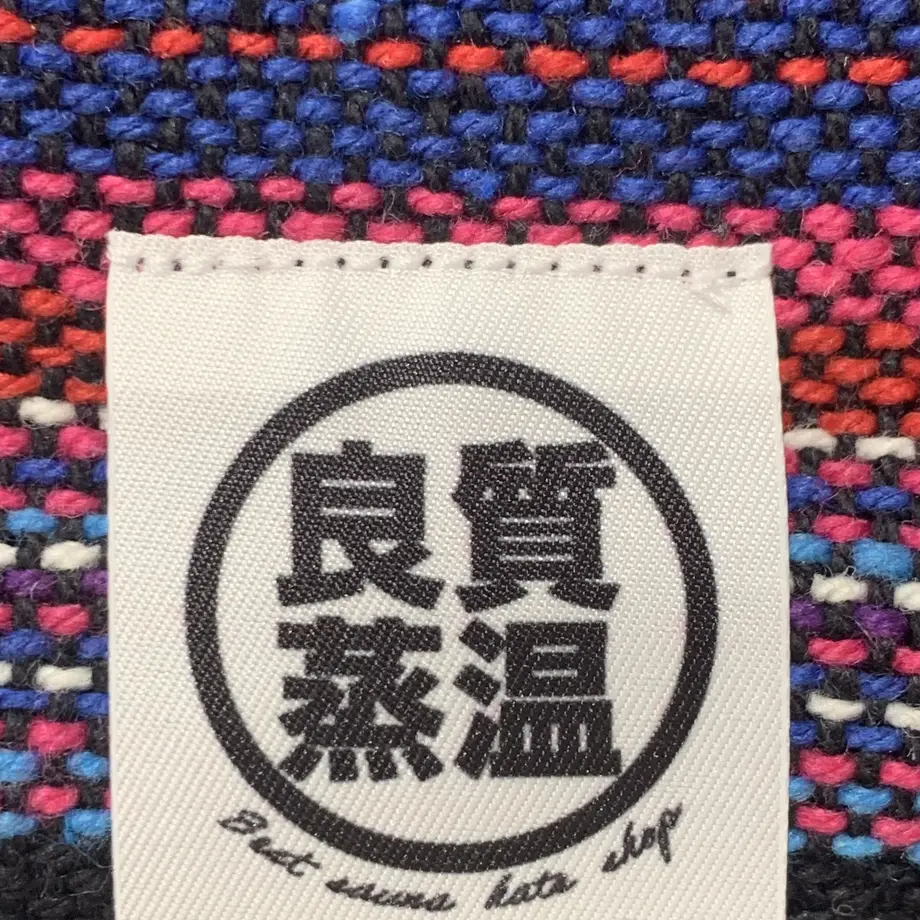 良質
蒸温
Best sauna hats shop